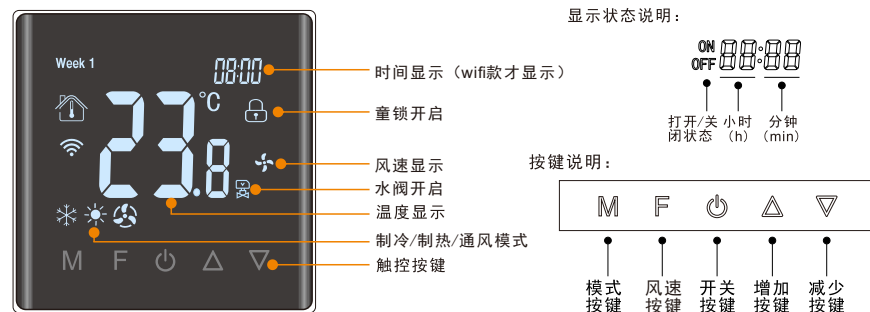 Week 1
08:00
23.8
℃
M F
时间显示（wifi款才显示）
童锁开启
风速显示
水阀开启
温度显示
制冷/制热/通风模式
触控按键
显示状态说明：
ON
OFF
88:88
打开/关
闭状态
小时
（h）
分钟
（min）
按键说明：
M F
模式
按键
风速
按键
开关
按键
增加
按键
减少
按键